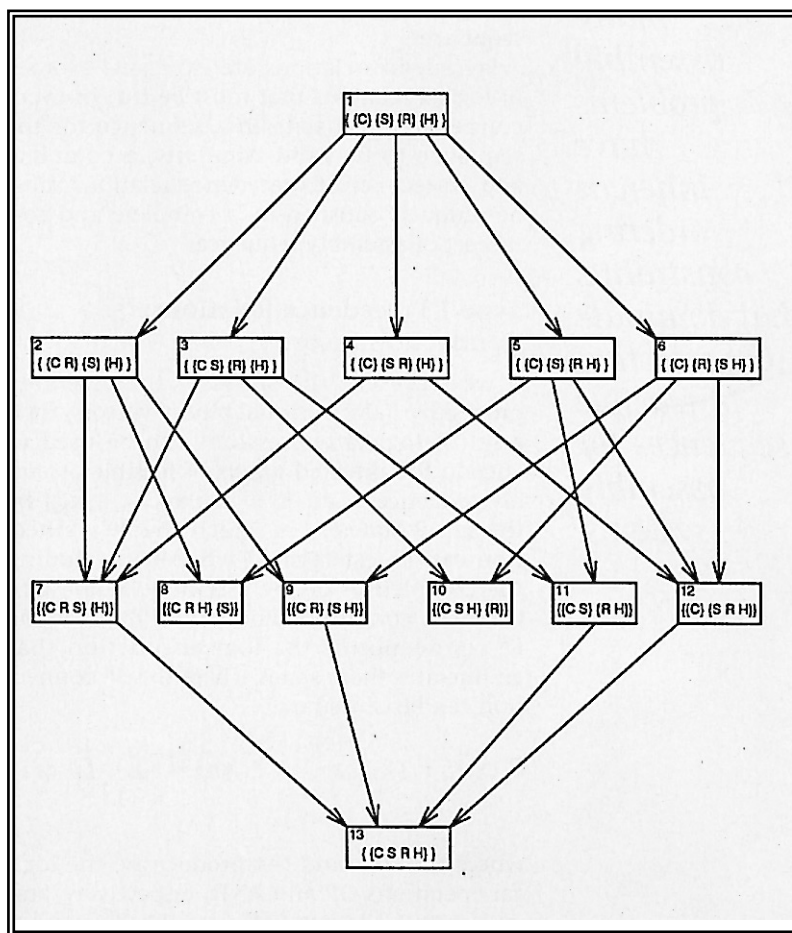 1
{ {C} {S} {R} {H} }
2
{ {C R} {S} {H} }
3
{ {C S} {R} {H} }
4
{ {C} {S R} {H} }
5
{ {C} {S} {R H} }
6
{ {C} {R} {S H} }
7
{{C R S} {H}}
8
{{C R H} {S}}
9
{{C R} {S H}}
10
{{C S H} {R}}
11
{{C S} {R H}}
12
{{C} {S R H}}
13
{ {C S R H} }